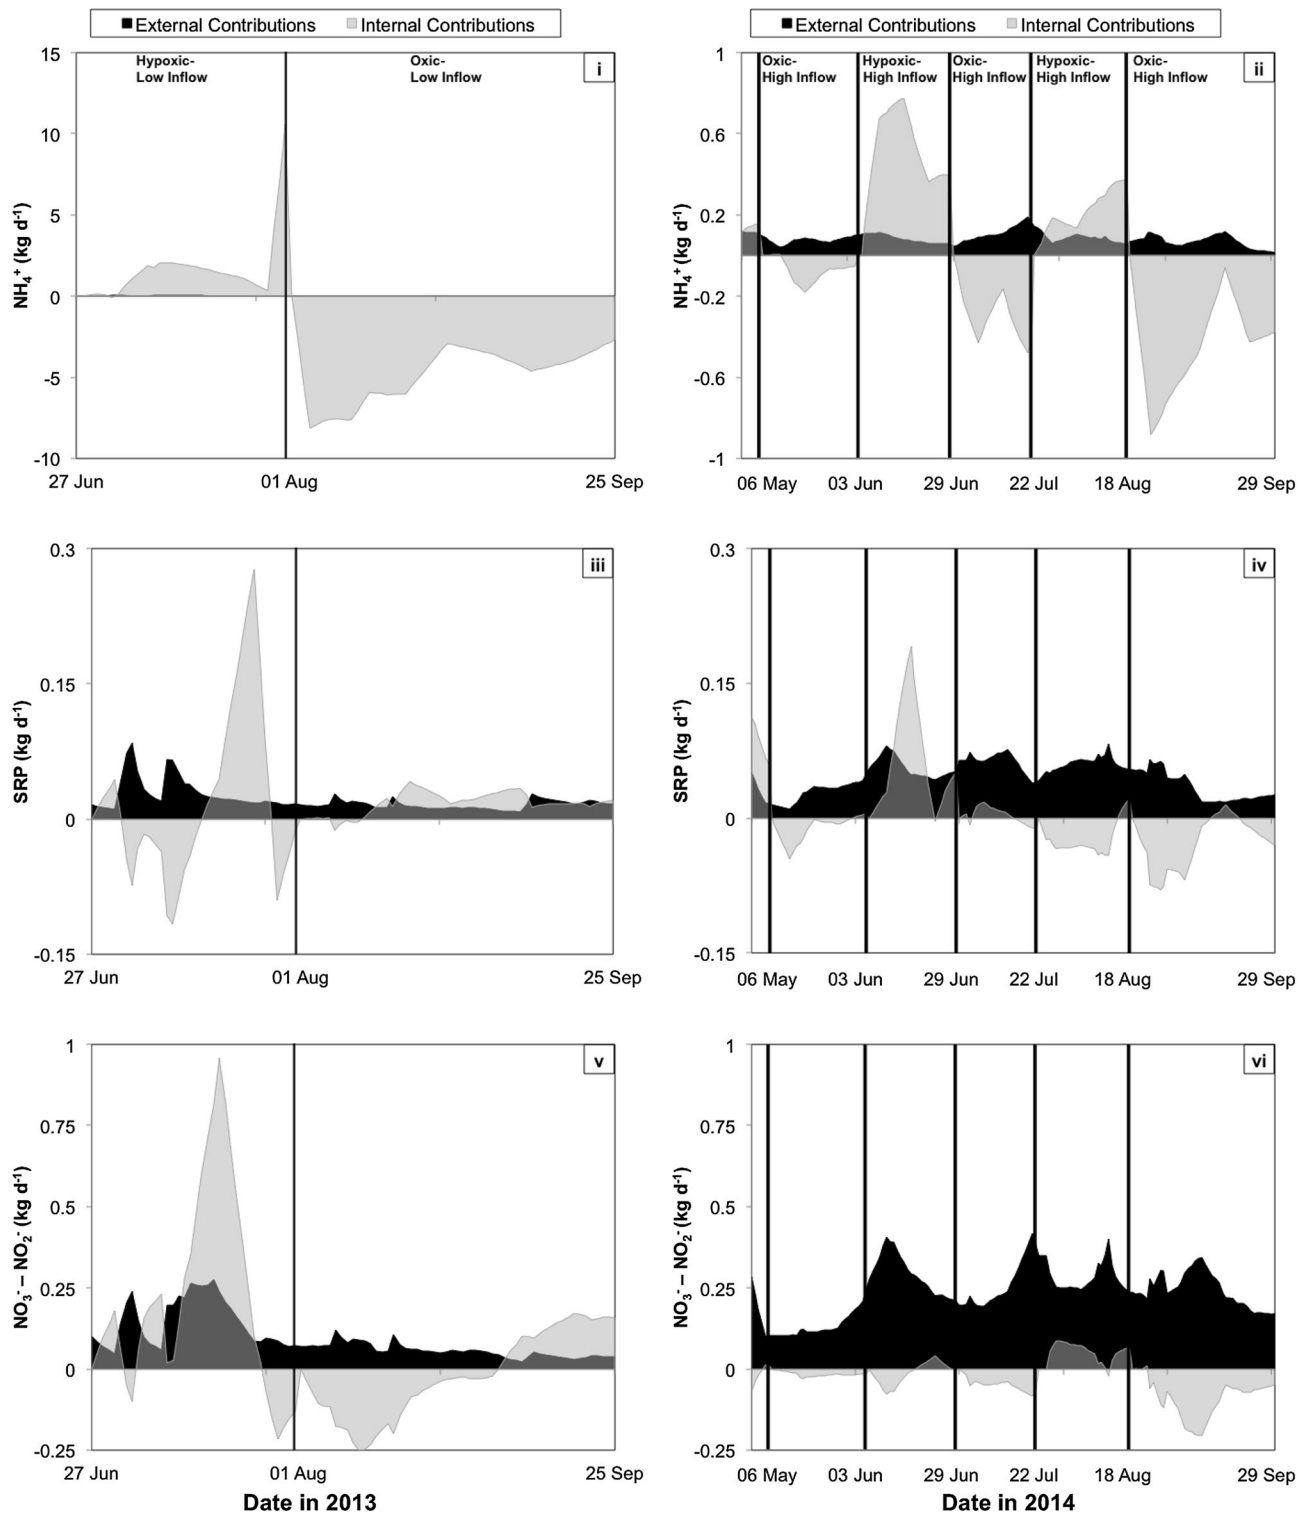 ■External Contributions ■Internal Contributions
15
10
5
0
-5
-10
NH₄⁺ (kg d⁻¹)
Hypoxic-
Low Inflow
Oxic-
Low Inflow
i
27 Jun 01 Aug 25 Sep
■External Contributions ■Internal Contributions
1
0.6
0.2
-0.2
-0.6
-1
NH₄⁺ (kg d⁻¹)
Oxic-
High Inflow
Hypoxic-
High Inflow
Oxic-
High Inflow
Hypoxic-
High Inflow
Oxic-
High Inflow
ii
06 May 03 Jun 29 Jun 22 Jul 18 Aug 29 Sep
0.3
0.15
0
-0.15
SRP (kg d⁻¹)
iii
27 Jun 01 Aug 25 Sep
0.3
0.15
0
-0.15
SRP (kg d⁻¹)
iv
06 May 03 Jun 29 Jun 22 Jul 18 Aug 29 Sep
1
0.75
0.5
0.25
0
-0.25
NO₃⁻ – NO₂⁻ (kg d⁻¹)
v
27 Jun 01 Aug 25 Sep
Date in 2013
1
0.75
0.5
0.25
0
-0.25
NO₃⁻ – NO₂⁻ (kg d⁻¹)
vi
06 May 03 Jun 29 Jun 22 Jul 18 Aug 29 Sep
Date in 2014